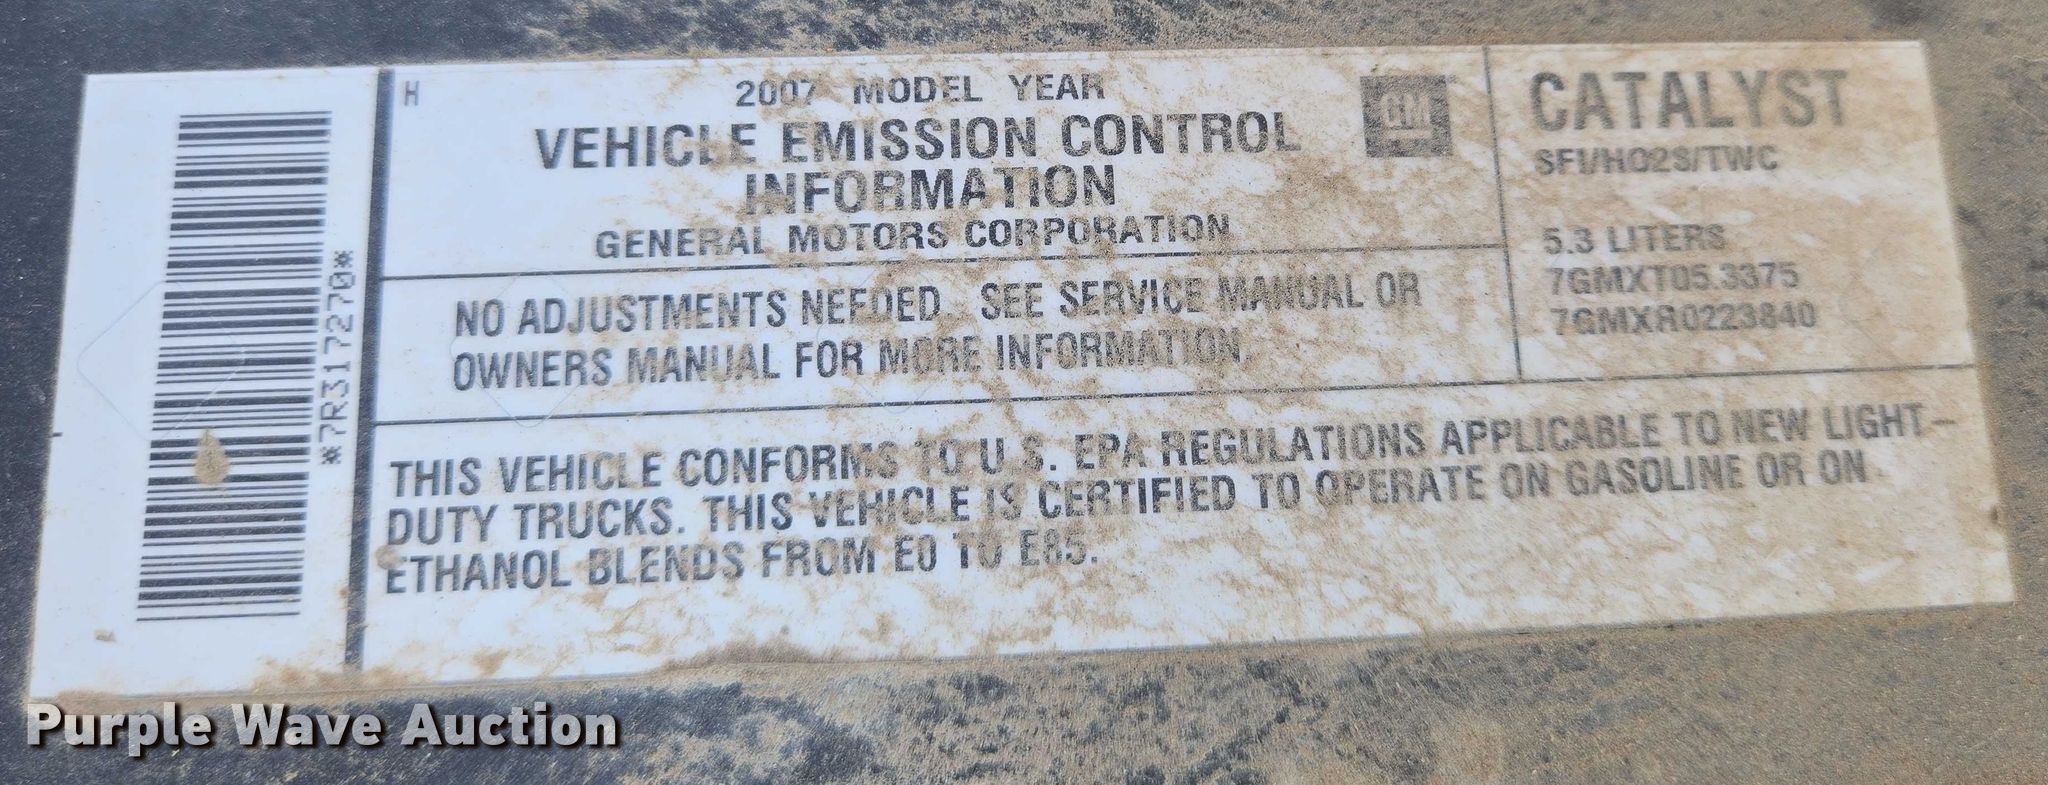 H
2007 MODEL YEAR
VEHICLE EMISSION CONTROL
INFORMATION
GENERAL MOTORS CORPORATION
GM
CATALYST
SFI/HO2S/TWC
5.3 LITERS
7GMXT05.3375
7GMXR0223840
NO ADJUSTMENTS NEEDED. SEE SERVICE MANUAL OR
OWNERS MANUAL FOR MORE INFORMATION.
THIS VEHICLE CONFORMS TO U.S. EPA REGULATIONS APPLICABLE TO NEW LIGHT-
DUTY TRUCKS. THIS VEHICLE IS CERTIFIED TO OPERATE ON GASOLINE OR ON
ETHANOL BLENDS FROM E0 TO E85.
*7R3172270*
Purple Wave Auction